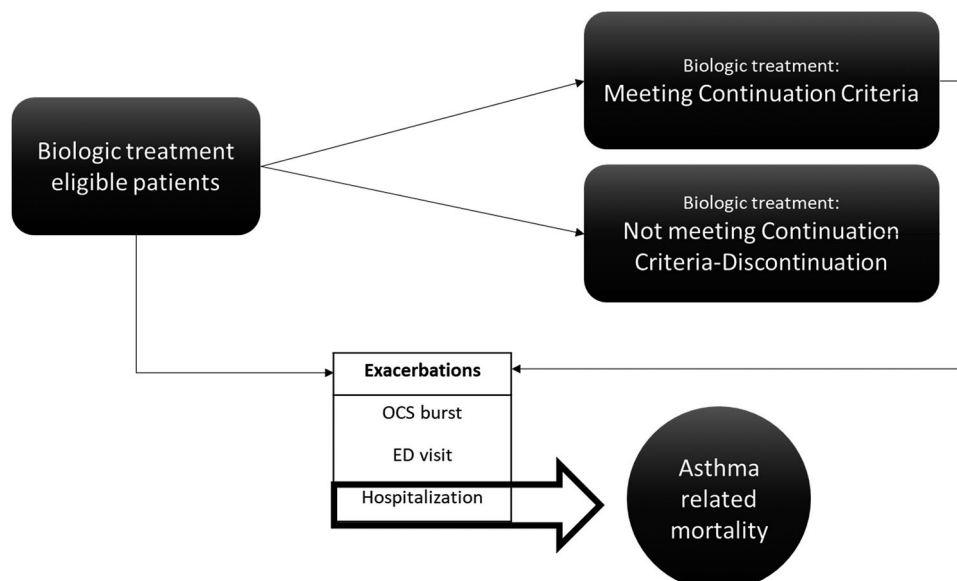 Biologic treatment:
Meeting Continuation Criteria
Biologic treatment
eligible patients
Biologic treatment:
Not meeting Continuation
Criteria-Discontinuation
Exacerbations
OCS burst
ED visit
Hospitalization
Asthma
related
mortality